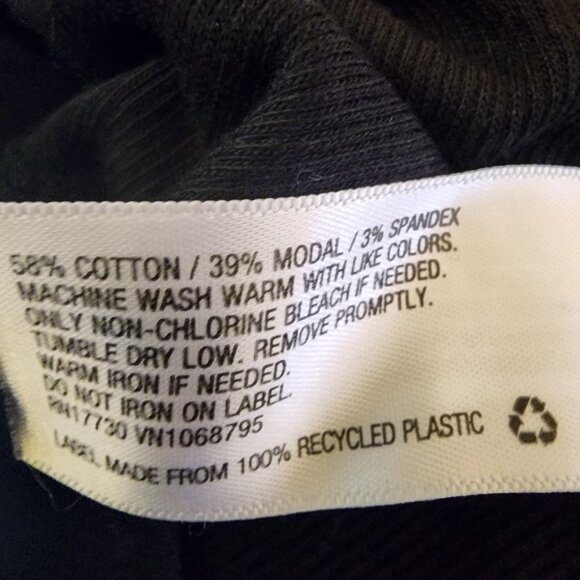 58% COTTON / 39% MODAL / 3% SPANDEX
MACHINE WASH WARM WITH LIKE COLORS.
ONLY NON-CHLORINE BLEACH IF NEEDED.
TUMBLE DRY LOW. REMOVE PROMPTLY.
WARM IRON IF NEEDED.
DO NOT IRON ON LABEL.
RN17730 VN1068795
LABEL MADE FROM 100% RECYCLED PLASTIC